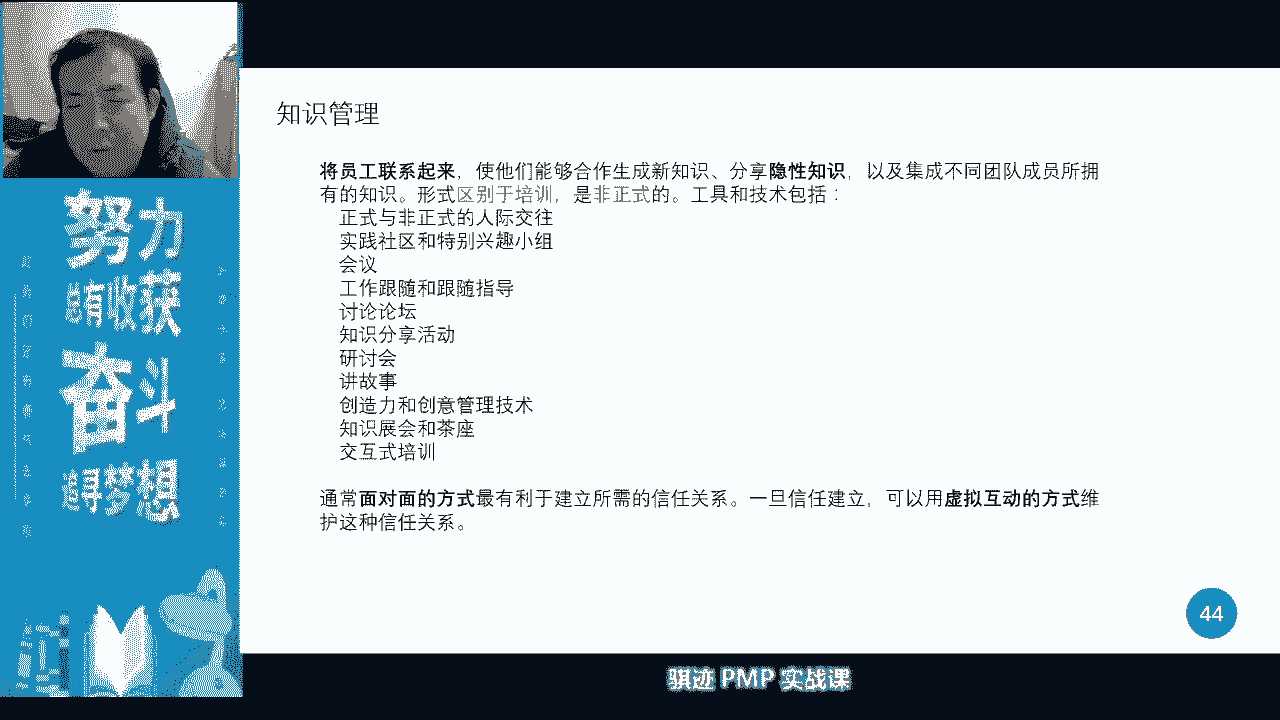 知识管理
将员工联系起来，使他们能够合作生成新知识、分享隐性知识，以及集成不同团队成员所拥
有的知识。形式区别于培训，是非正式的。工具和技术包括：
正式与非正式的人际交往
实践社区和特别兴趣小组
会议
工作跟随和跟随指导
讨论论坛
知识分享活动
研讨会
讲故事
创造力和创意管理技术
知识展会和茶座
交互式培训
通常面对面的方式最有利于建立所需的信任关系。一旦信任建立，可以用虚拟互动的方式维
护这种信任关系。
44
骐迹 PMP 实战课
努力
总有收获
奋斗
追寻梦想